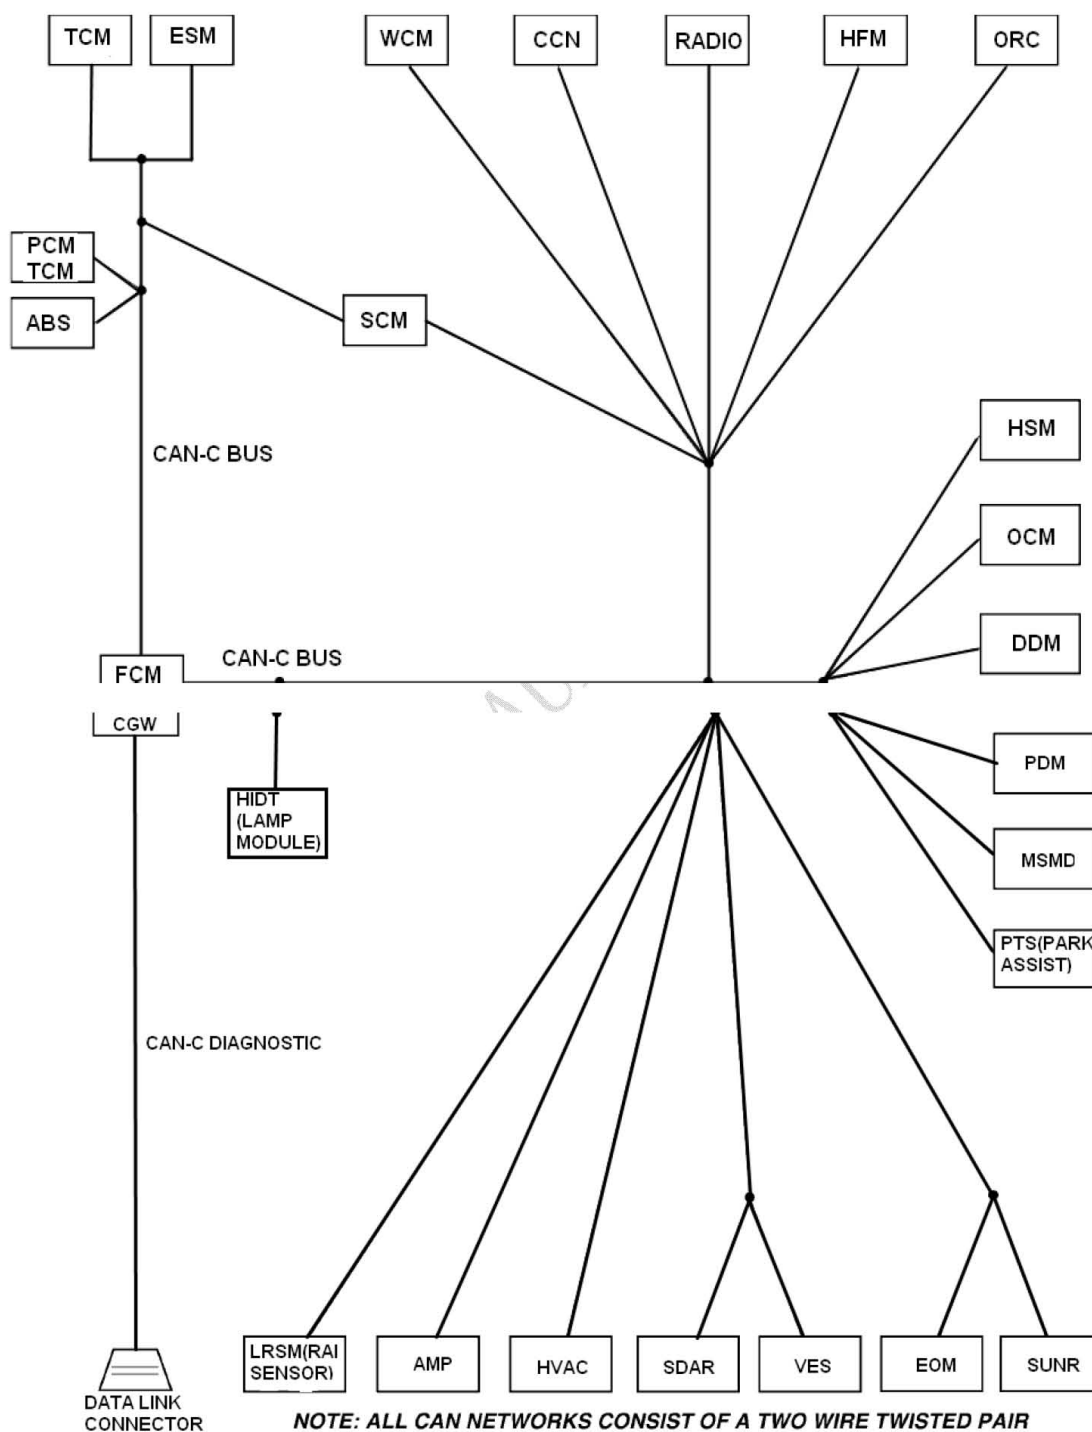 TCM
ESM
WCM
CCN
RADIO
HFM
ORC
PCM
TCM
ABS
SCM
HSM
CAN-C BUS
OCM
DDM
CAN-C BUS
FCM
CGW
PDM
HIDT
(LAMP
MODULE)
MSMD
PTS(PARK
ASSIST)
CAN-C DIAGNOSTIC
LRSM(RAI
SENSOR)
AMP
HVAC
SDAR
VES
EOM
SUNR
DATA LINK
CONNECTOR
NOTE: ALL CAN NETWORKS CONSIST OF A TWO WIRE TWISTED PAIR